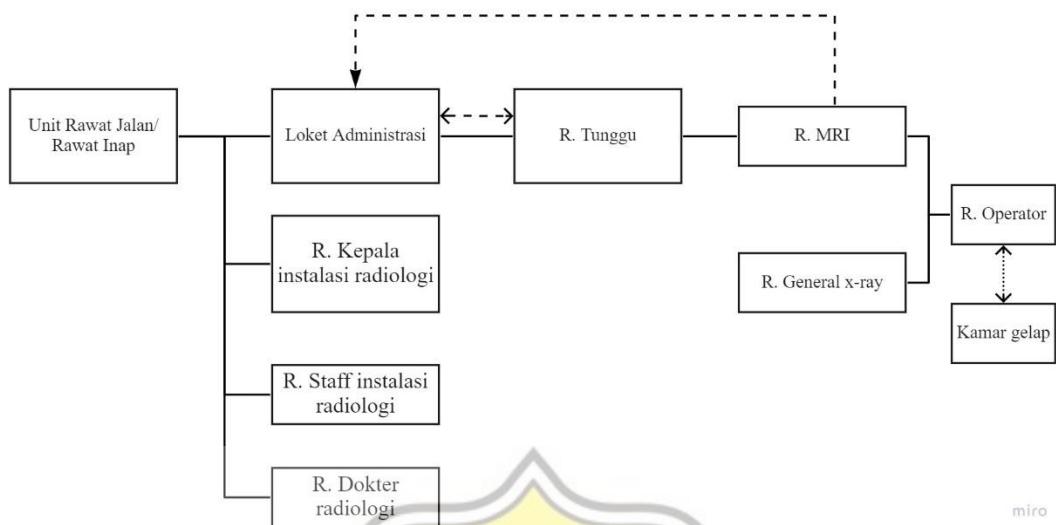 Unit Rawat Jalan/
Rawat Inap
Loket Administrasi
R. Tunggu
R. MRI
R. Operator
R. Kepala
instalasi radiologi
R. General x-ray
Kamar gelap
R. Staff instalasi
radiologi
R. Dokter
radiologi
miro